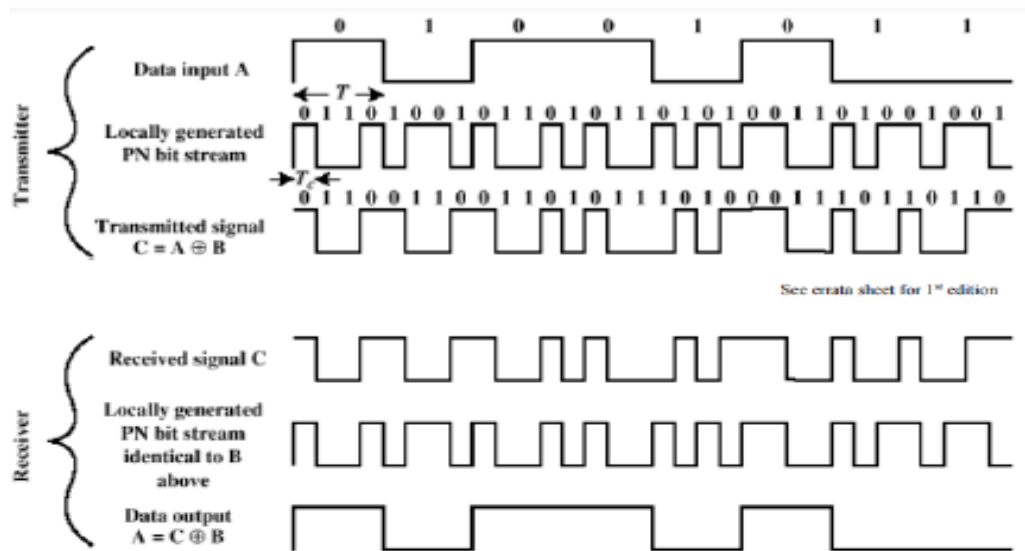 0 1 0 0 1 0 1 1
Data input A
T
0 1 1 0 1 0 0 1 0 1 1 0 1 0 1 1 0 1 0 1 0 0 1 1 0 1 0 0 1 0 0 1
Locally generated
PN bit stream
Transmitter
Tc
0 1 1 0 0 1 1 0 0 1 1 0 1 0 1 1 1 0 1 0 0 0 1 1 1 0 1 1 0 1 1 0
Transmitted signal
C = A ⊕ B
See errata sheet for 1st edition
Received signal C
Locally generated
PN bit stream
identical to B
above
Receiver
Data output
A = C ⊕ B